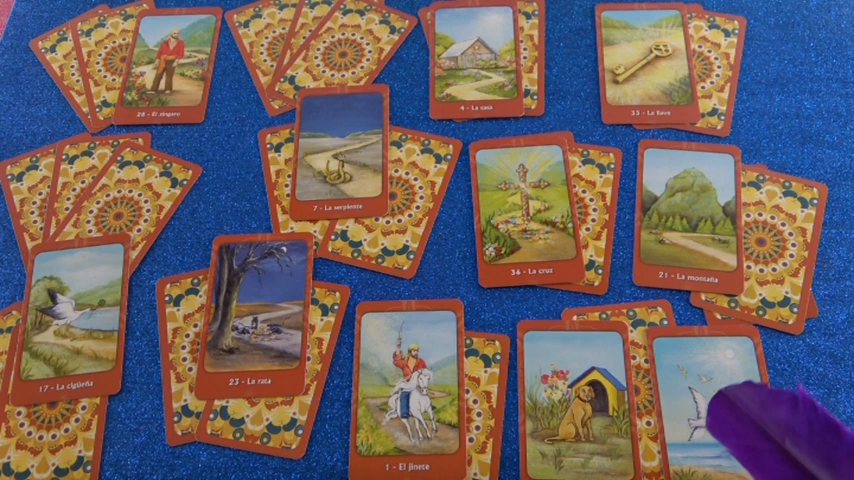 28 - El zíngaro
4 - La casa
33 - La llave
7 - La serpiente
36 - La cruz
21 - La montaña
17 - La cigüeña
23 - La rata
1 - El jinete